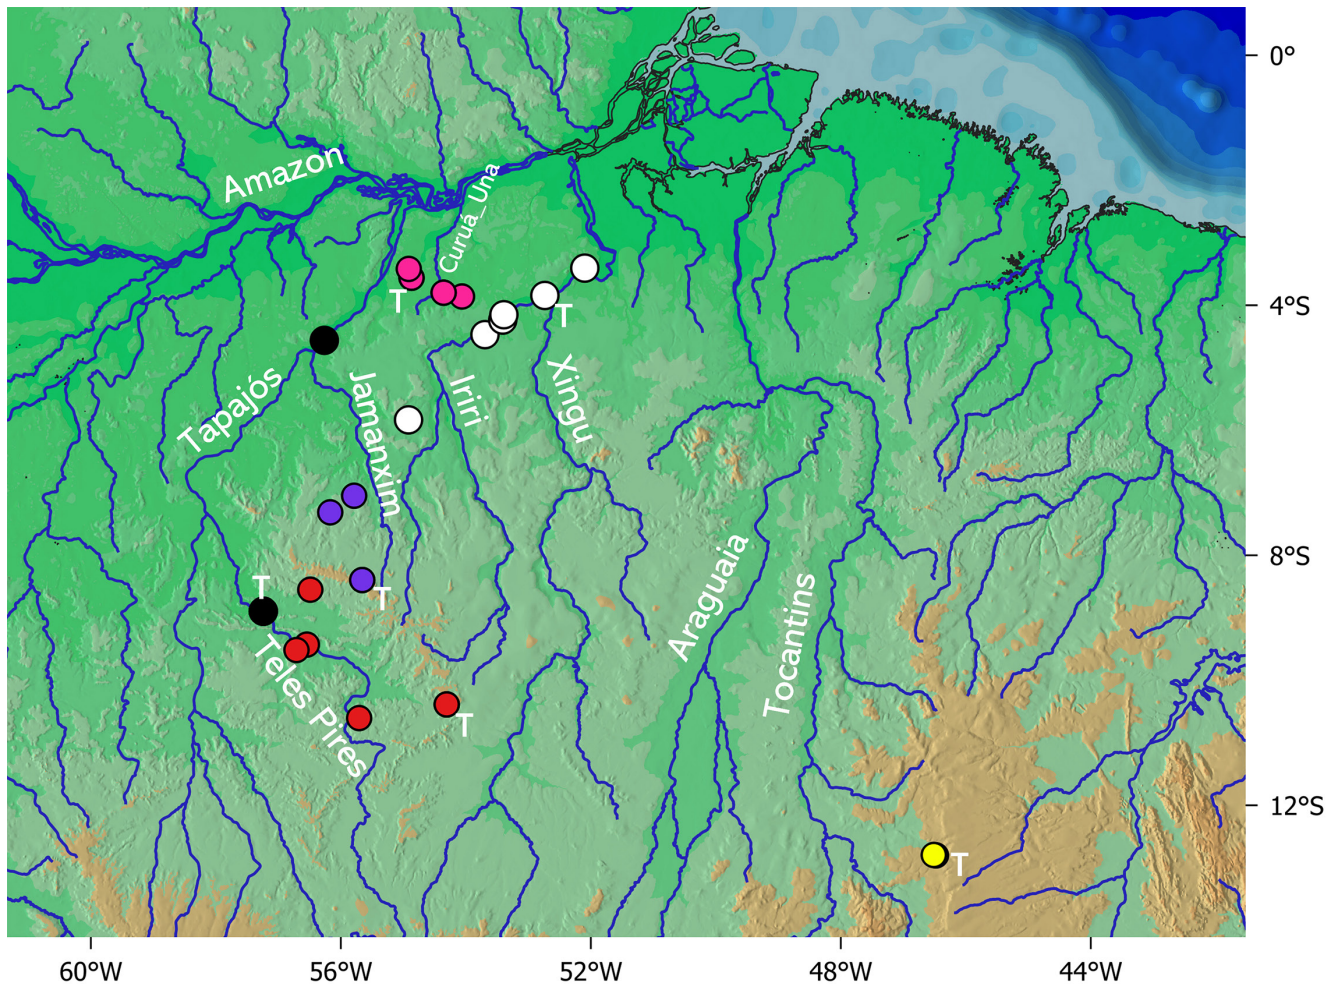 0°
Amazon
Curuá_Una
T
T
4°S
Tapajós
Jamanxim
Iriri
Xingu
8°S
T
T
Araguaia
Tocantins
Teles Pires
T
12°S
T
60°W
56°W
52°W
48°W
44°W